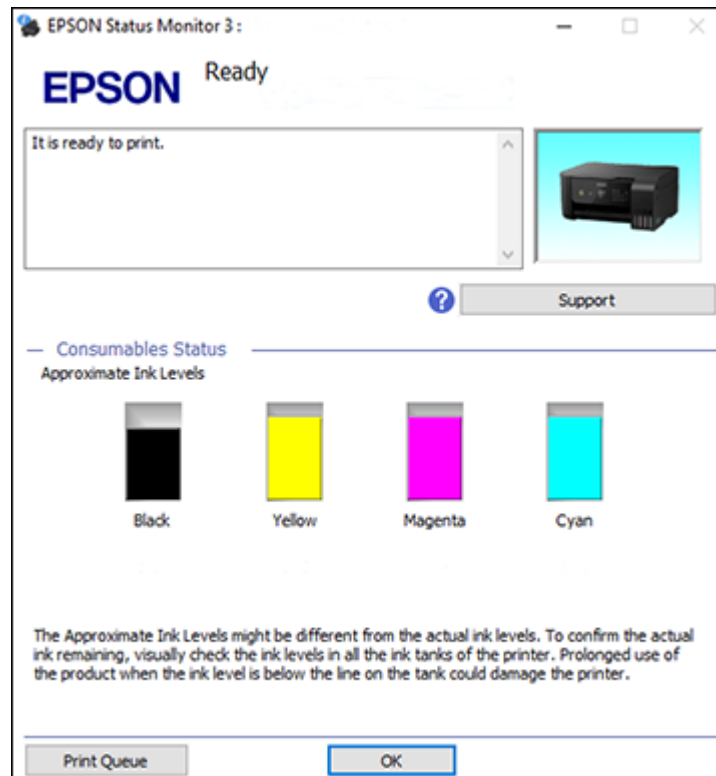 EPSON Status Monitor 3 :
EPSON
Ready
It is ready to print.
Support
Consumables Status
Approximate Ink Levels
Black Yellow Magenta Cyan
The Approximate Ink Levels might be different from the actual ink levels. To confirm the actual
ink remaining, visually check the ink levels in all the ink tanks of the printer. Prolonged use of
the product when the ink level is below the line on the tank could damage the printer.
Print Queue OK